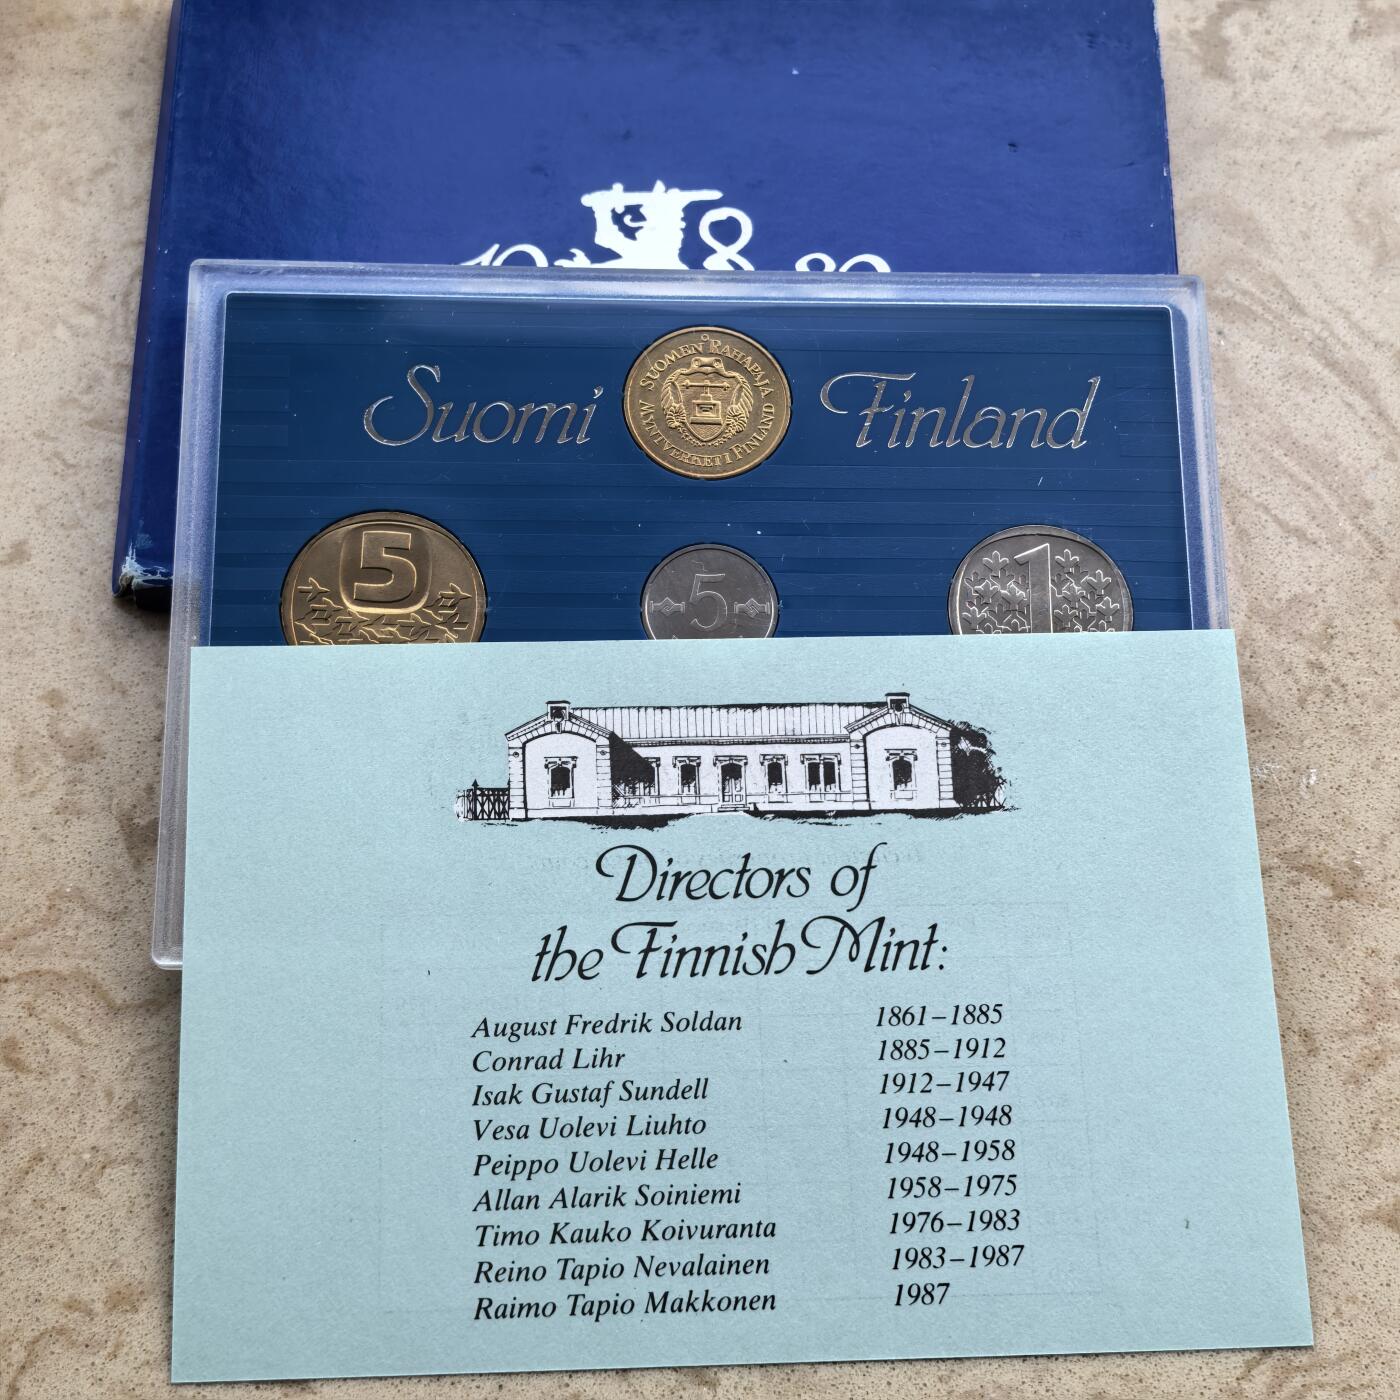 Suomi
SUOMEN RAHAPAJA
MYNTVERKET I FINLAND
Finland
5
5
1
Directors of
the Finnish Mint:
August Fredrik Soldan 1861–1885
Conrad Lihr 1885–1912
Isak Gustaf Sundell 1912–1947
Vesa Uolevi Liuhto 1948–1948
Peippo Uolevi Helle 1948–1958
Allan Alarik Soiniemi 1958–1975
Timo Kauko Koivuranta 1976–1983
Reino Tapio Nevalainen 1983–1987
Raimo Tapio Makkonen 1987